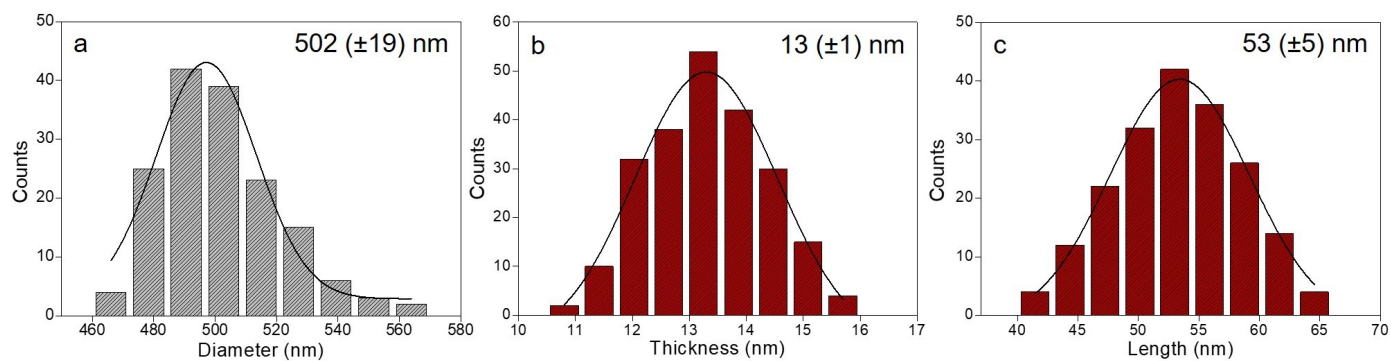 a
502 (±19) nm
50
40
30
20
10
0
Counts
460 480 500 520 540 560 580
Diameter (nm)
b
13 (±1) nm
60
50
40
30
20
10
0
Counts
10 11 12 13 14 15 16 17
Thickness (nm)
c
53 (±5) nm
50
40
30
20
10
0
Counts
40 45 50 55 60 65 70
Length (nm)